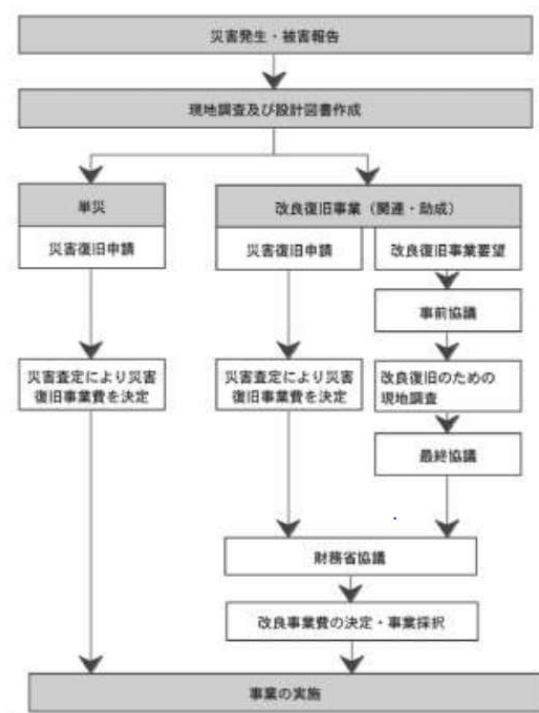 災害発生・被害報告
現地調査及び設計図書作成
単災
災害復旧申請
災害査定により災害
復旧事業費を決定
改良復旧事業（関連・助成）
災害復旧申請
改良復旧事業要望
事前協議
災害査定により災害
復旧事業費を決定
改良復旧のための
現地調査
最終協議
財務省協議
改良事業費の決定・事業採択
事業の実施